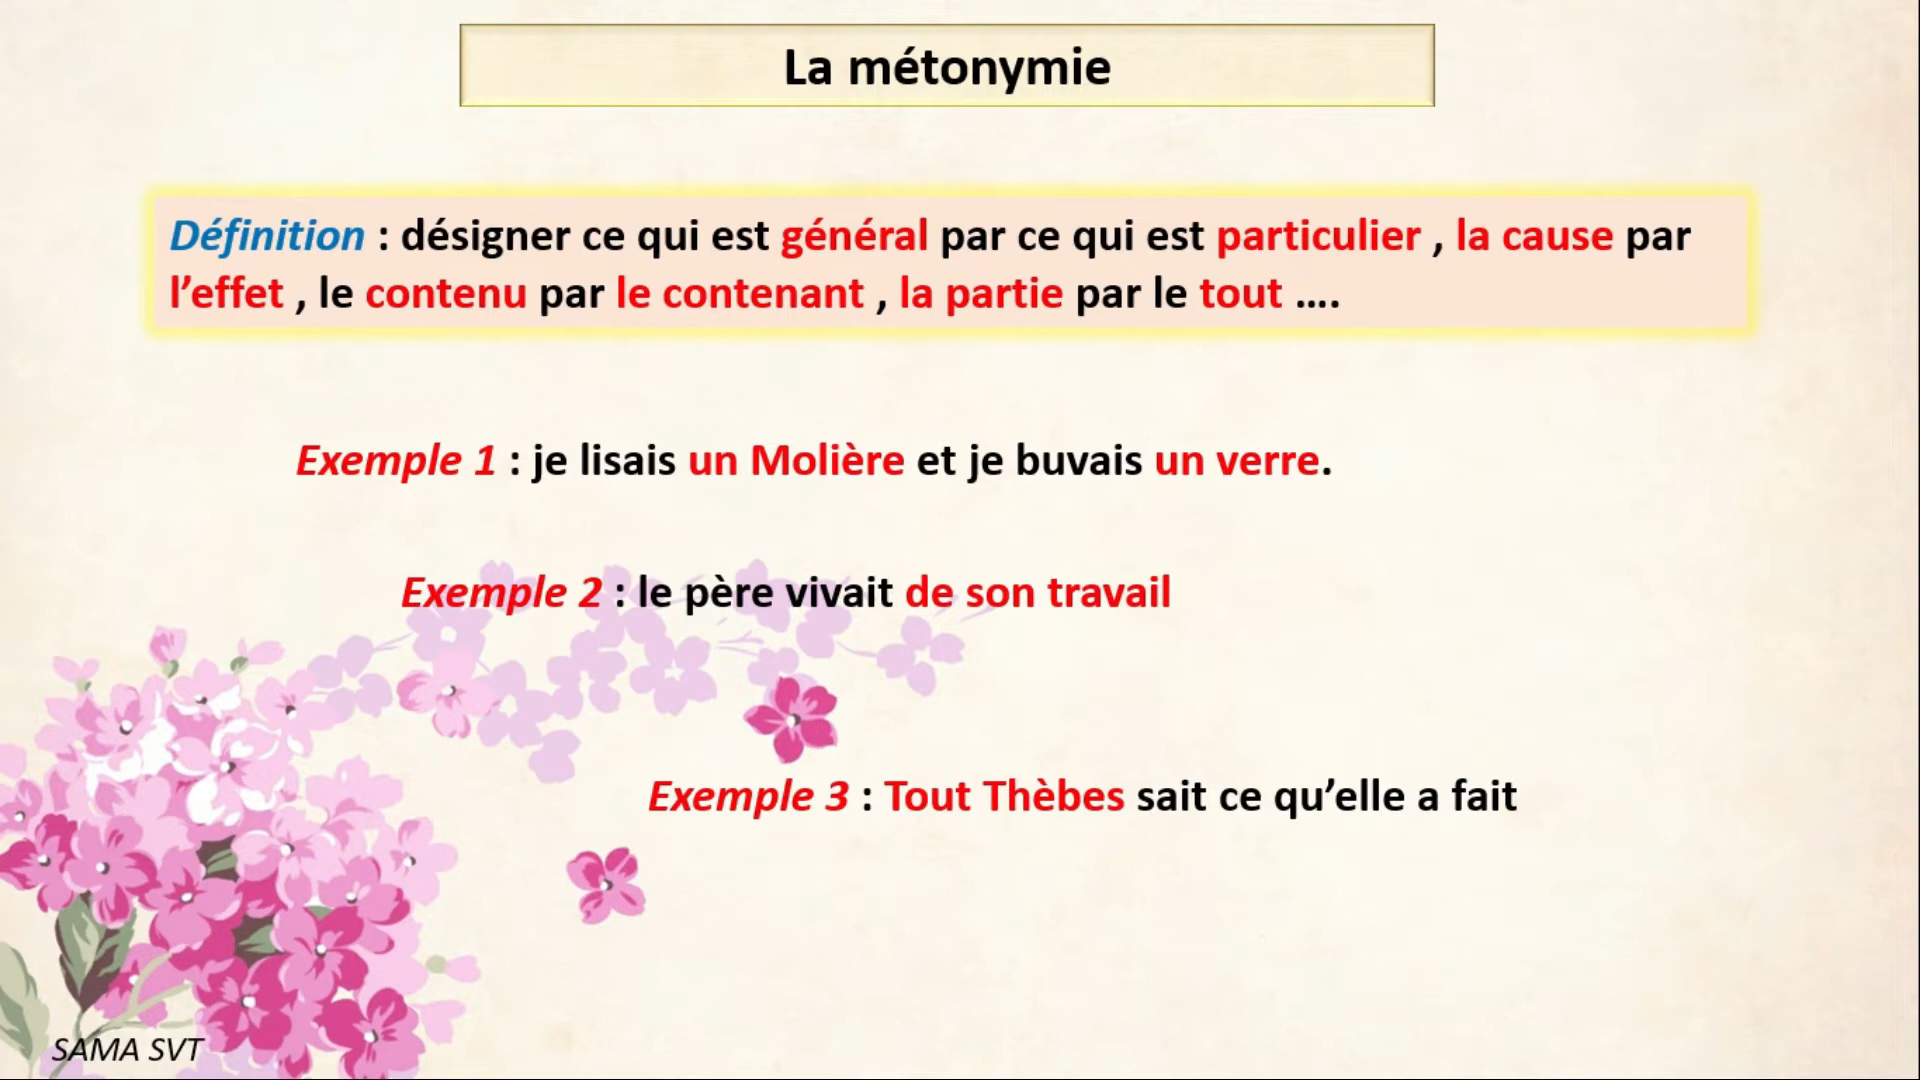 La métonymie
Définition : désigner ce qui est général par ce qui est particulier , la cause par
l’effet , le contenu par le contenant , la partie par le tout ….
Exemple 1 : je lisais un Molière et je buvais un verre.
Exemple 2 : le père vivait de son travail
Exemple 3 : Tout Thèbes sait ce qu’elle a fait
SAMA SVT